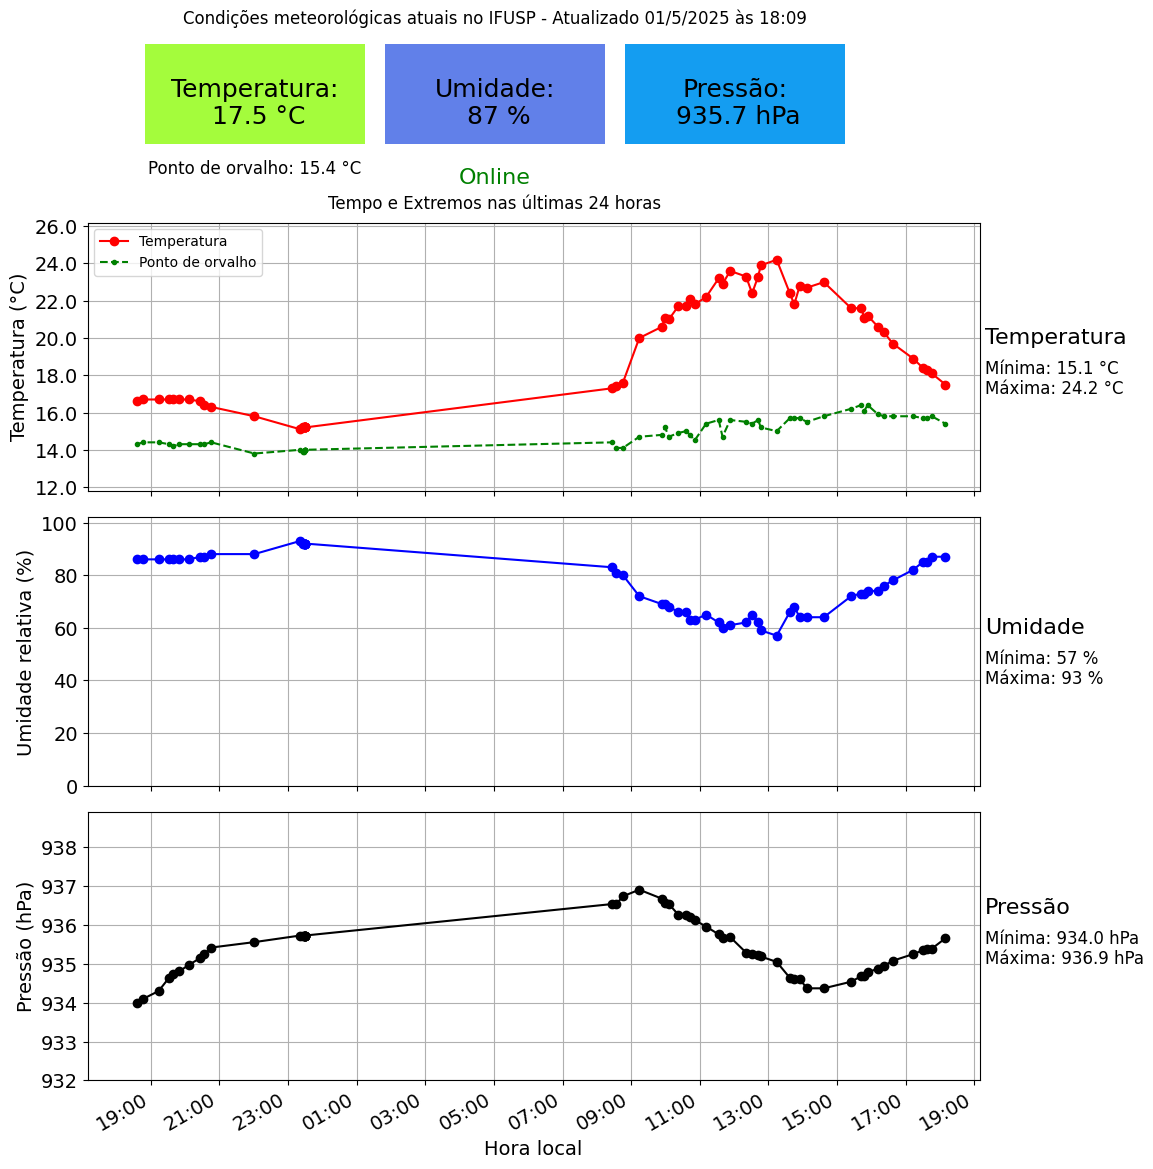 Condições meteorológicas atuais no IFUSP - Atualizado 01/5/2025 às 18:09
Temperatura:
17.5 °C
Umidade:
87 %
Pressão:
935.7 hPa
Ponto de orvalho: 15.4 °C
Online
Tempo e Extremos nas últimas 24 horas
Temperatura (°C)
26.0
24.0
22.0
20.0
18.0
16.0
14.0
12.0
Temperatura
Ponto de orvalho
Temperatura
Mínima: 15.1 °C
Máxima: 24.2 °C
Umidade relativa (%)
100
80
60
40
20
0
Umidade
Mínima: 57 %
Máxima: 93 %
Pressão (hPa)
938
937
936
935
934
933
932
Pressão
Mínima: 934.0 hPa
Máxima: 936.9 hPa
19:00 21:00 23:00 01:00 03:00 05:00 07:00 09:00 11:00 13:00 15:00 17:00 19:00
Hora local